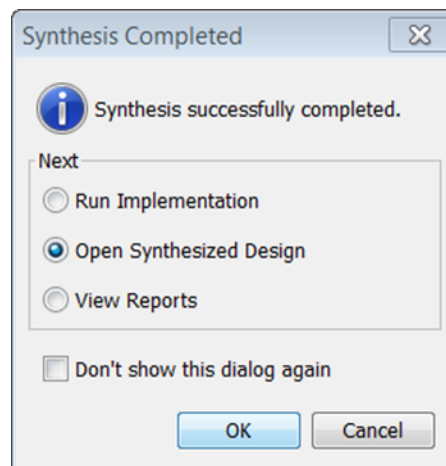 Synthesis Completed
Synthesis successfully completed.
Next
Run Implementation
Open Synthesized Design
View Reports
Don't show this dialog again
OK
Cancel